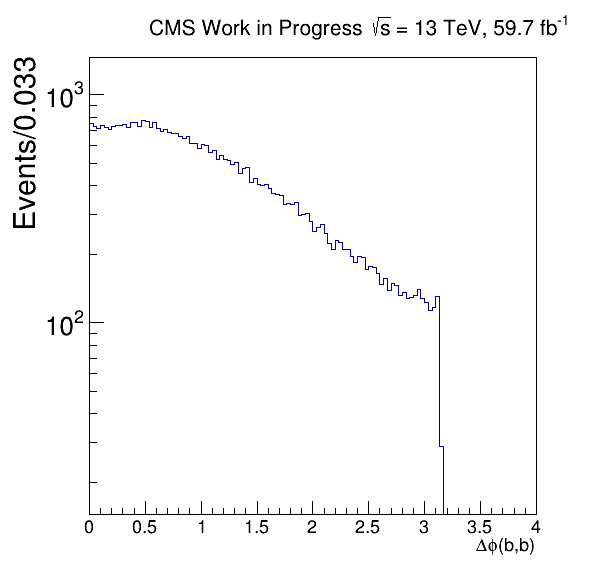 CMS Work in Progress √s = 13 TeV, 59.7 fb⁻¹
Events/0.033
10³
10²
0 0.5 1 1.5 2 2.5 3 3.5 4
Δϕ(b,b)